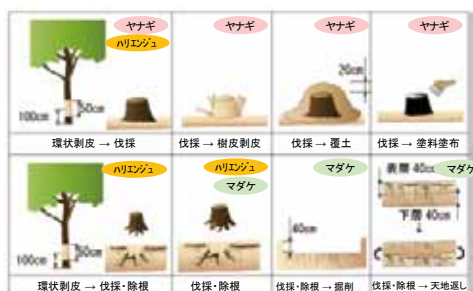 ヤナギ
ハリエンジュ
50cm
100cm
環状剥皮 → 伐採
ヤナギ
伐採 → 樹皮剥皮
ヤナギ
20cm
伐採 → 覆土
ヤナギ
伐採 → 塗料塗布
ハリエンジュ
50cm
100cm
環状剥皮 → 伐採・除根
ハリエンジュ
マダケ
伐採・除根
マダケ
40cm
伐採・除根 → 掘削
マダケ
表層 40cm
下層 40cm
伐採・除根 → 天地返し